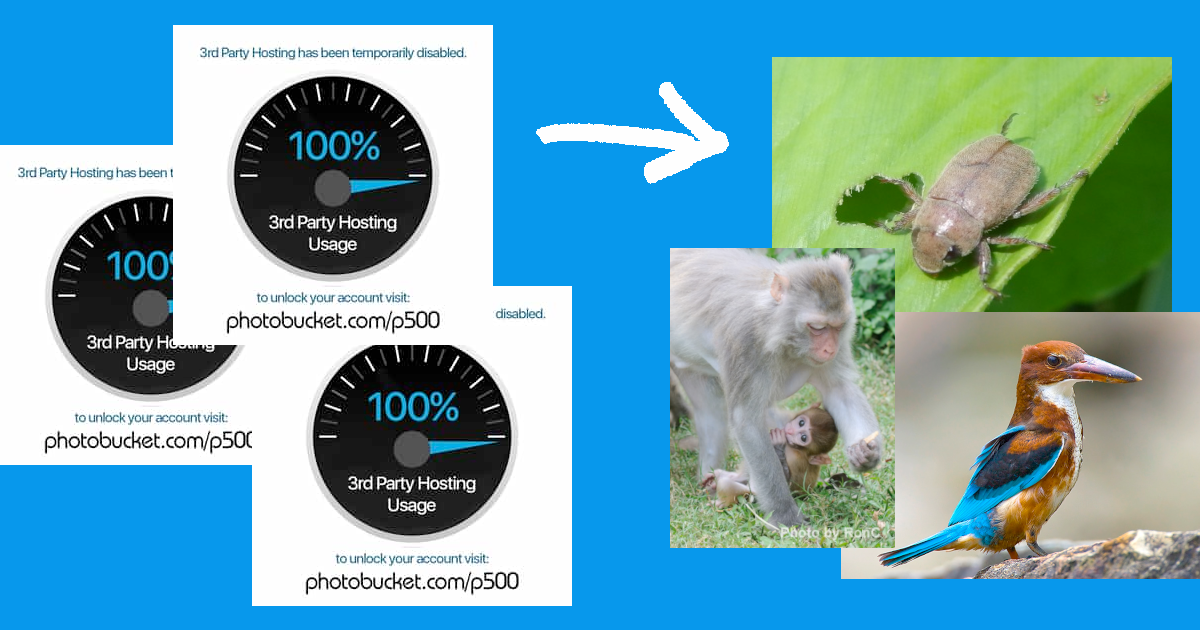 3rd Party Hosting has been temporarily disabled.
100%
3rd Party Hosting
Usage
to unlock your account visit:
photobucket.com/p500
3rd Party Hosting has been t
100%
3rd Party Hosting
Usage
to unlock your account visit:
photobucket.com/p500
disabled.
100%
3rd Party Hosting
Usage
to unlock your account visit:
photobucket.com/p500
Photo by RonC